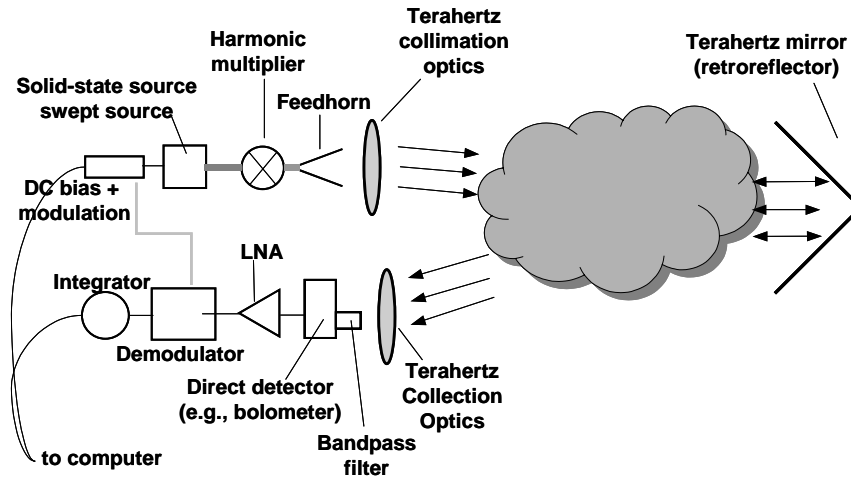 Harmonic
multiplier
Terahertz
collimation
optics
Terahertz mirror
(retroreflector)
Solid-state source
swept source
Feedhorn
DC bias +
modulation
LNA
Integrator
Demodulator
Direct detector
(e.g., bolometer)
Terahertz
Collection
Optics
Bandpass
filter
to computer